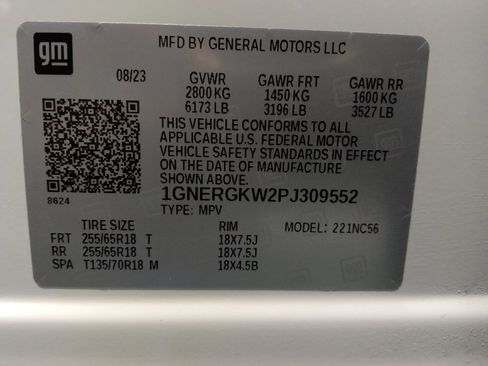 gm
MFD BY GENERAL MOTORS LLC
08/23 GVWR GAWR FRT GAWR RR
2800 KG 1450 KG 1600 KG
6173 LB 3196 LB 3527 LB
THIS VEHICLE CONFORMS TO ALL
APPLICABLE U.S. FEDERAL MOTOR
VEHICLE SAFETY STANDARDS IN EFFECT
ON THE DATE OF MANUFACTURE
SHOWN ABOVE.
8624 1GNERGKW2PJ309552
TYPE: MPV
TIRE SIZE RIM MODEL: 221NC56
FRT 255/65R18 T 18X7.5J
RR 255/65R18 T 18X7.5J
SPA T135/70R18 M 18X4.5B